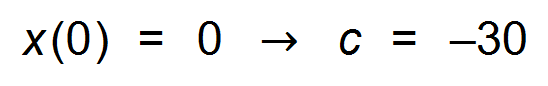 x(0) = 0 → c = –30